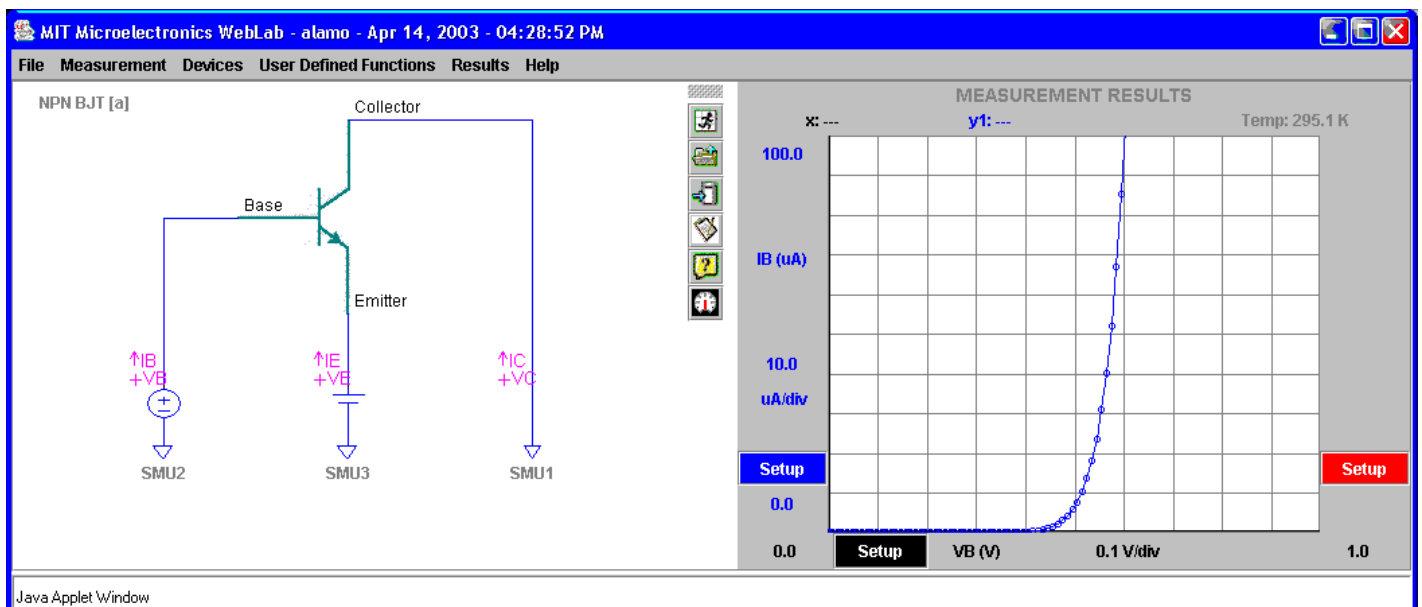 MIT Microelectronics WebLab - alamo - Apr 14, 2003 - 04:28:52 PM
File Measurement Devices User Defined Functions Results Help
NPN BJT [a]
Collector
Base
Emitter
↑IB
+VB
↑IE
+VE
↑IC
+VC
SMU2
SMU3
SMU1
MEASUREMENT RESULTS
x: ---
y1: ---
Temp: 295.1 K
100.0
IB (uA)
10.0
uA/div
Setup
0.0
Setup
0.0
Setup
VB (V)
0.1 V/div
1.0
Java Applet Window